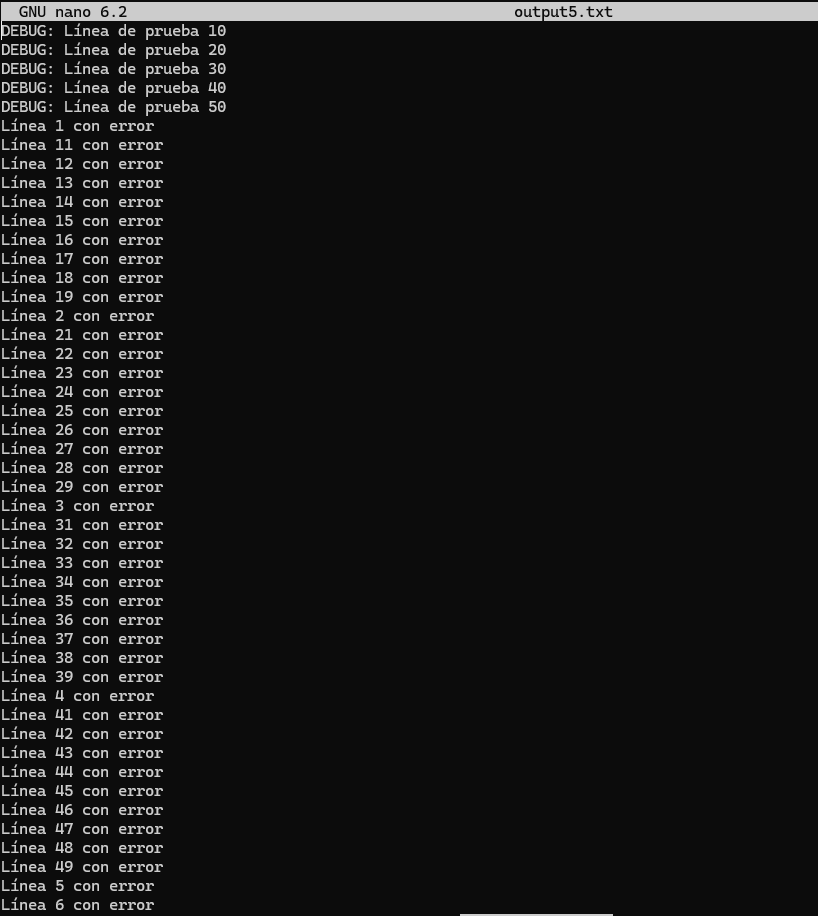 GNU nano 6.2 output5.txt
DEBUG: Línea de prueba 10
DEBUG: Línea de prueba 20
DEBUG: Línea de prueba 30
DEBUG: Línea de prueba 40
DEBUG: Línea de prueba 50
Línea 1 con error
Línea 11 con error
Línea 12 con error
Línea 13 con error
Línea 14 con error
Línea 15 con error
Línea 16 con error
Línea 17 con error
Línea 18 con error
Línea 19 con error
Línea 2 con error
Línea 21 con error
Línea 22 con error
Línea 23 con error
Línea 24 con error
Línea 25 con error
Línea 26 con error
Línea 27 con error
Línea 28 con error
Línea 29 con error
Línea 3 con error
Línea 31 con error
Línea 32 con error
Línea 33 con error
Línea 34 con error
Línea 35 con error
Línea 36 con error
Línea 37 con error
Línea 38 con error
Línea 39 con error
Línea 4 con error
Línea 41 con error
Línea 42 con error
Línea 43 con error
Línea 44 con error
Línea 45 con error
Línea 46 con error
Línea 47 con error
Línea 48 con error
Línea 49 con error
Línea 5 con error
Línea 6 con error